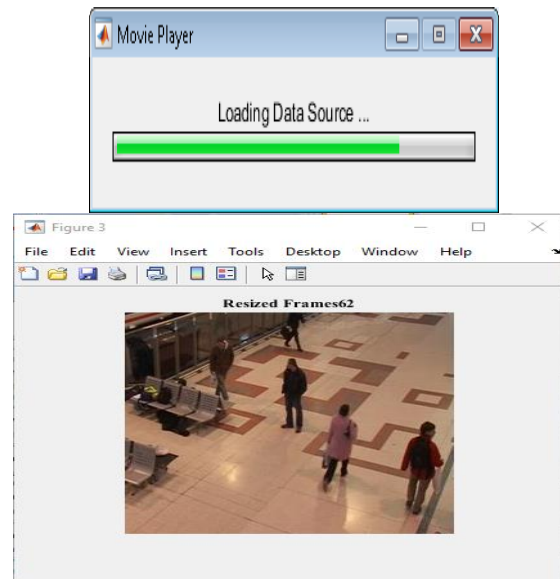 Movie Player
Loading Data Source ...
Figure 3
File Edit View Insert Tools Desktop Window Help
Resized Frames62